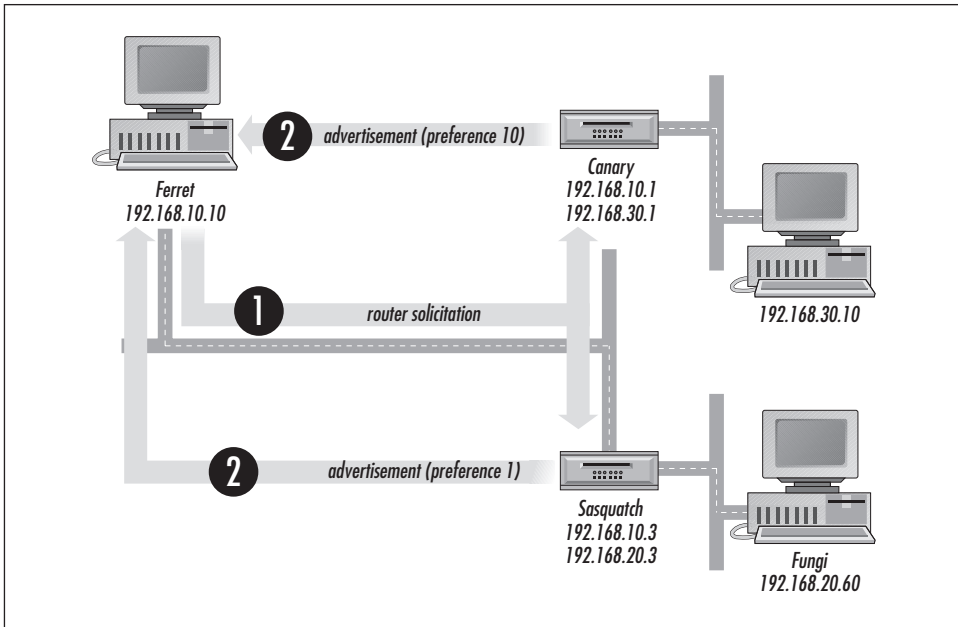 2
advertisement (preference 10)
Ferret
192.168.10.10
Canary
192.168.10.1
192.168.30.1
192.168.30.10
1
router solicitation
2
advertisement (preference 1)
Sasquatch
192.168.10.3
192.168.20.3
Fungi
192.168.20.60